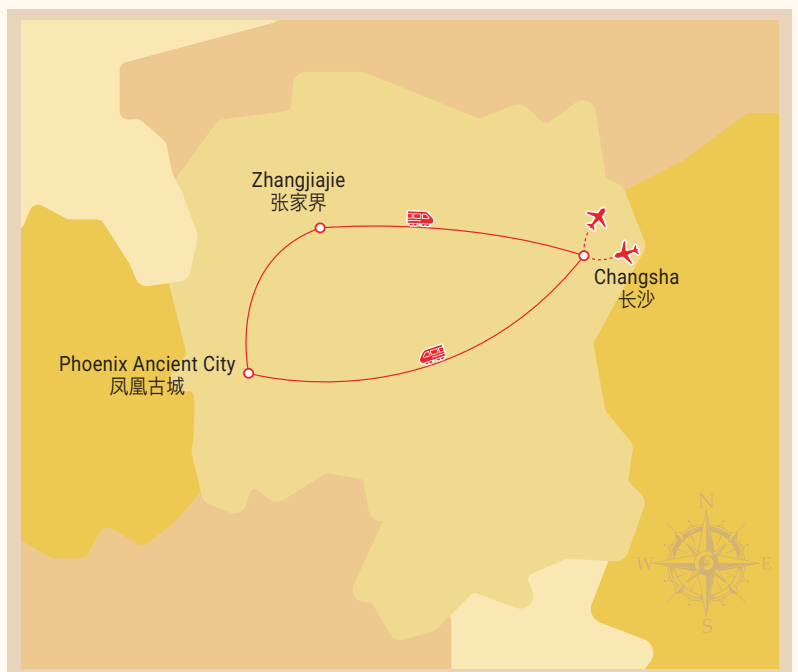 Zhangjiajie
张家界
Changsha
长沙
Phoenix Ancient City
凤凰古城
N
W
E
S